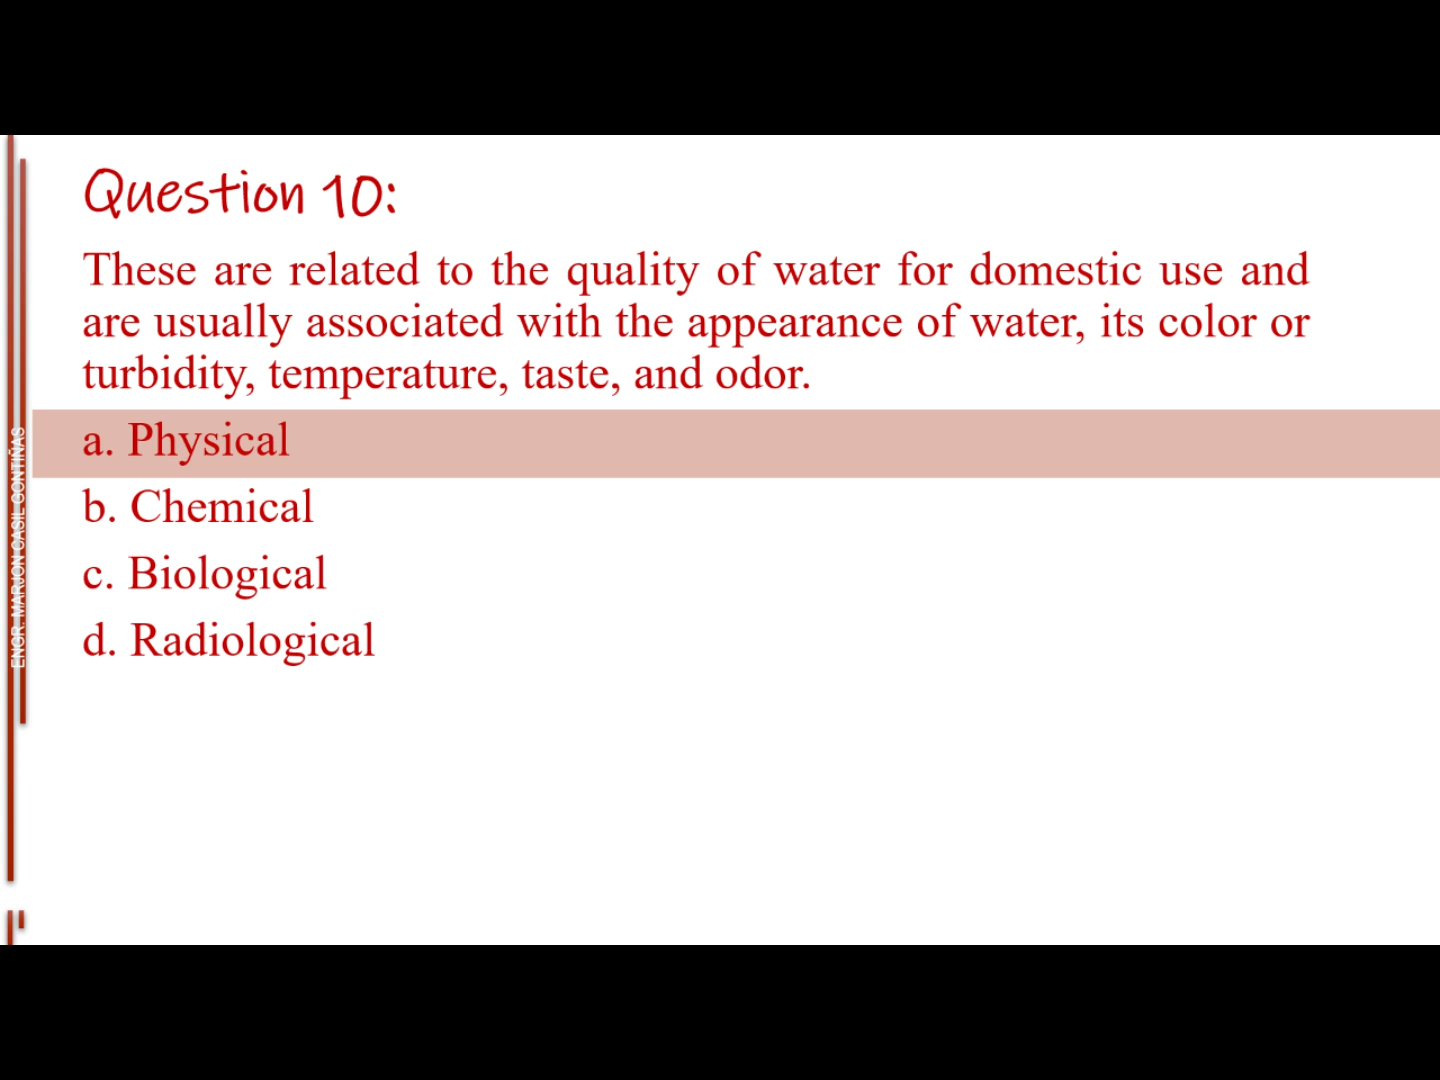 Question 10:
These are related to the quality of water for domestic use and
are usually associated with the appearance of water, its color or
turbidity, temperature, taste, and odor.
a. Physical
b. Chemical
c. Biological
d. Radiological
ENGR. MARJON CASIL GONTIÑAS